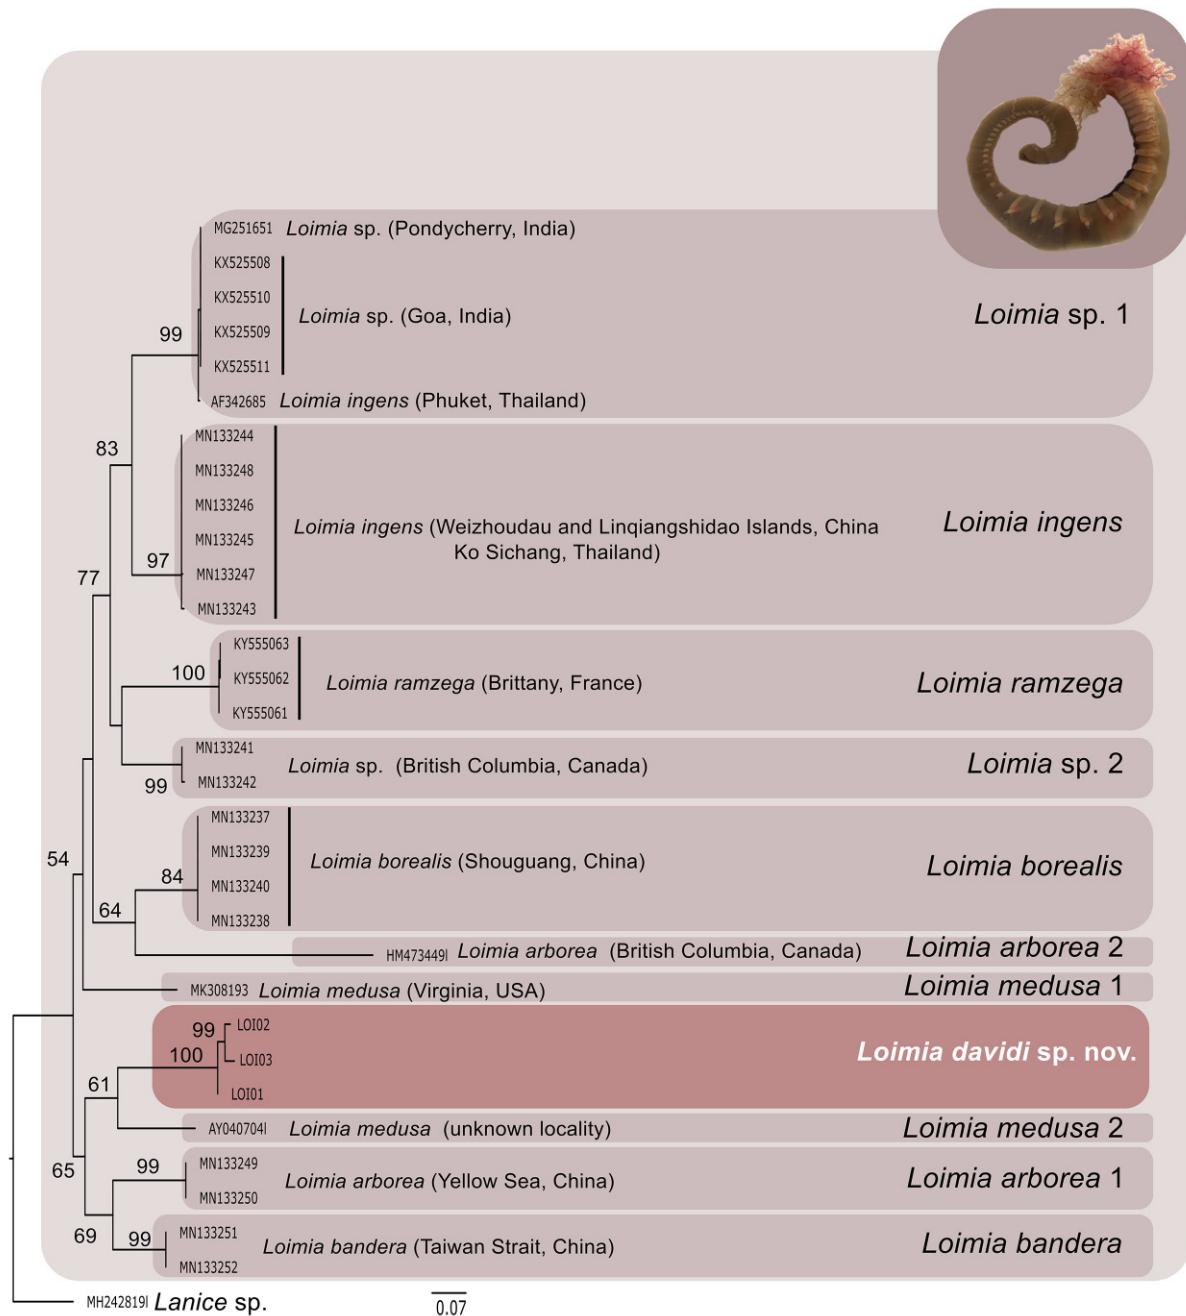 MG251651 Loimia sp. (Pondycherry, India)
KX525508
KX525510
Loimia sp. (Goa, India)
Loimia sp. 1
KX525509
99
KX525511
AF342685 Loimia ingens (Phuket, Thailand)
MN133244
83
MN133248
MN133246
Loimia ingens (Weizhoudau and Linqiangshidao Islands, China
Ko Sichang, Thailand)
Loimia ingens
MN133245
97
MN133247
77
MN133243
KY555063
100
KY555062
Loimia ramzega (Brittany, France)
Loimia ramzega
KY555061
MN133241
Loimia sp. (British Columbia, Canada)
Loimia sp. 2
99
MN133242
MN133237
MN133239
54
Loimia borealis (Shouguang, China)
Loimia borealis
84
MN133240
64
MN133238
HM473449l Loimia arborea (British Columbia, Canada)
Loimia arborea 2
MK308193 Loimia medusa (Virginia, USA)
Loimia medusa 1
99
LOI02
100
LOI03
Loimia davidi sp. nov.
61
LOI01
AY040704l Loimia medusa (unknown locality)
Loimia medusa 2
65
99
MN133249
Loimia arborea (Yellow Sea, China)
Loimia arborea 1
MN133250
69
99
MN133251
Loimia bandera (Taiwan Strait, China)
Loimia bandera
MN133252
MH242819l Lanice sp.
0.07